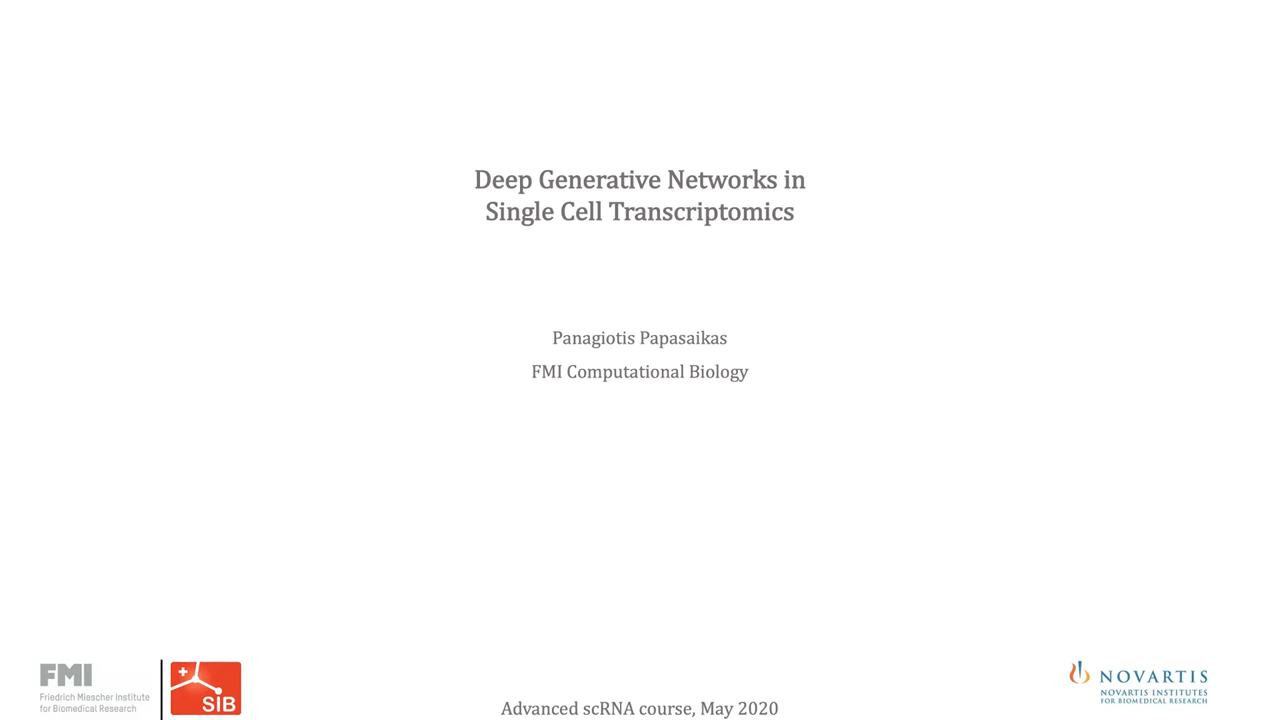 Deep Generative Networks in
Single Cell Transcriptomics
Panagiotis Papasaikas
FMI Computational Biology
FMI
Friedrich Miescher Institute
for Biomedical Research
SIB
Advanced scRNA course, May 2020
NOVARTIS
NOVARTIS INSTITUTES
FOR BIOMEDICAL RESEARCH